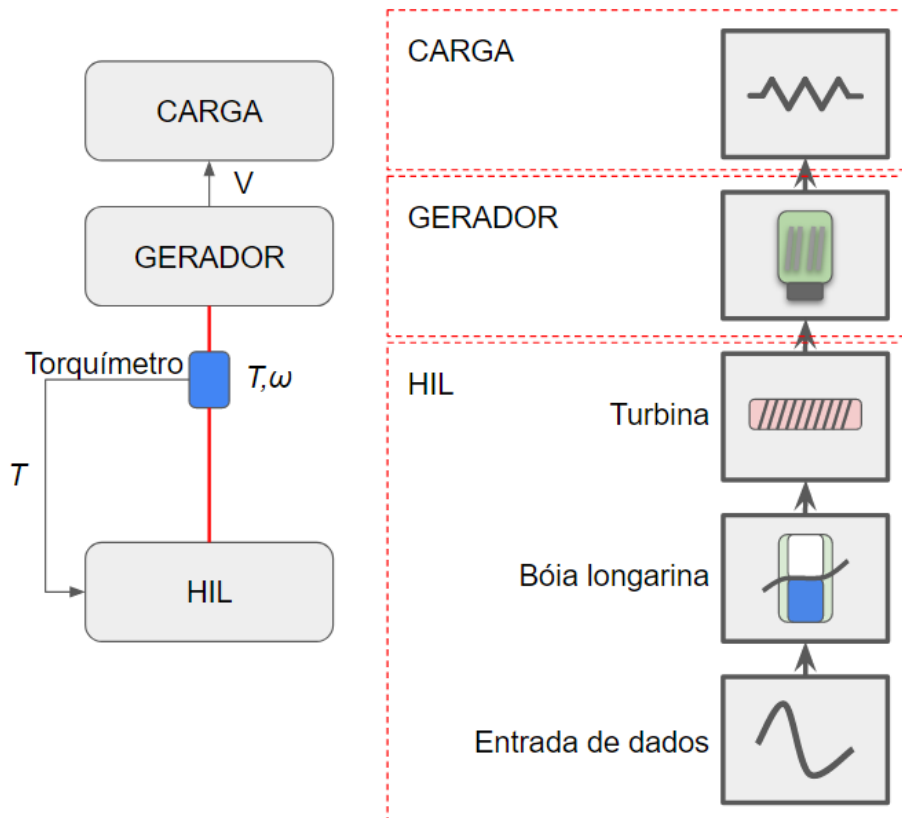 CARGA
V
GERADOR
Torquímetro
T,ω
T
HIL
CARGA
GERADOR
HIL
Turbina
Bóia longarina
Entrada de dados